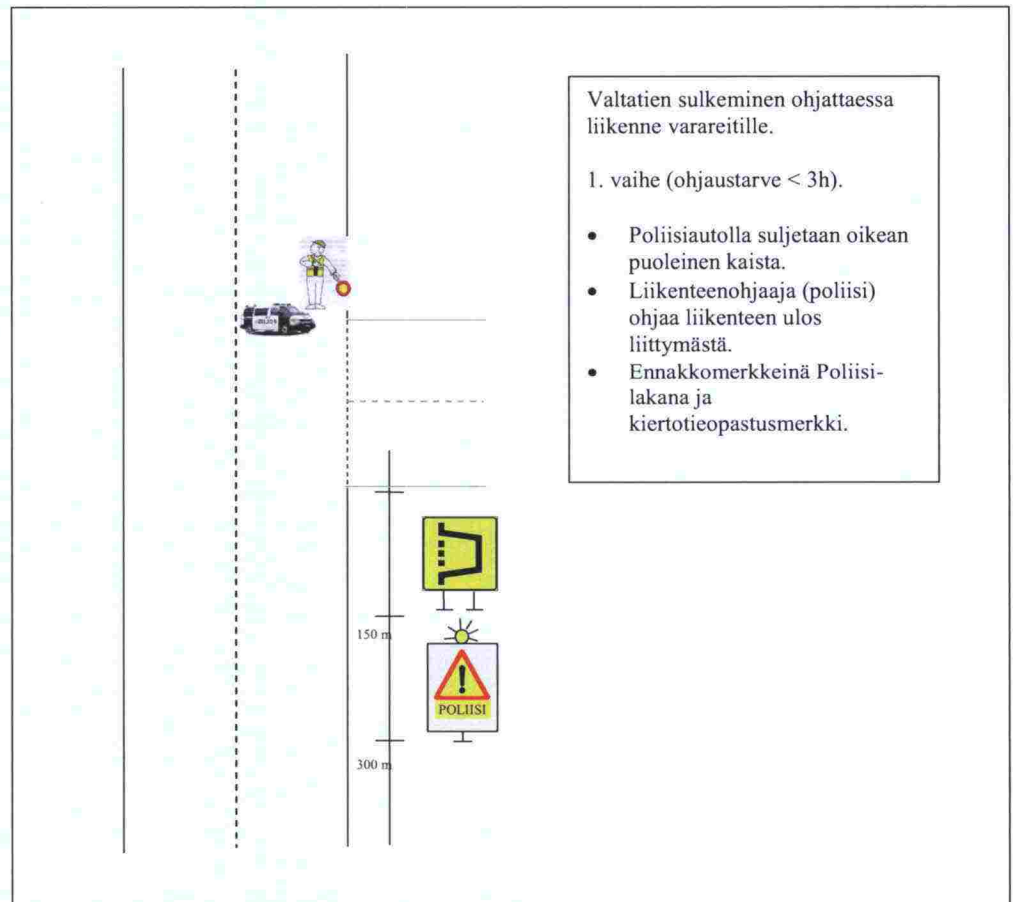 Valtatien sulkeminen ohjattaessa
liikenne varareitille.
1. vaihe (ohjaustarve < 3h).
• Poliisiautolla suljetaan oikean
puoleinen kaista.
• Liikenteenohjaaja (poliisi)
ohjaa liikenteen ulos
liittymästä.
• Ennakkomerkkeinä Poliisi-
lakana ja
kiertotieopastusmerkki.
150 m
POLIISI
300 m